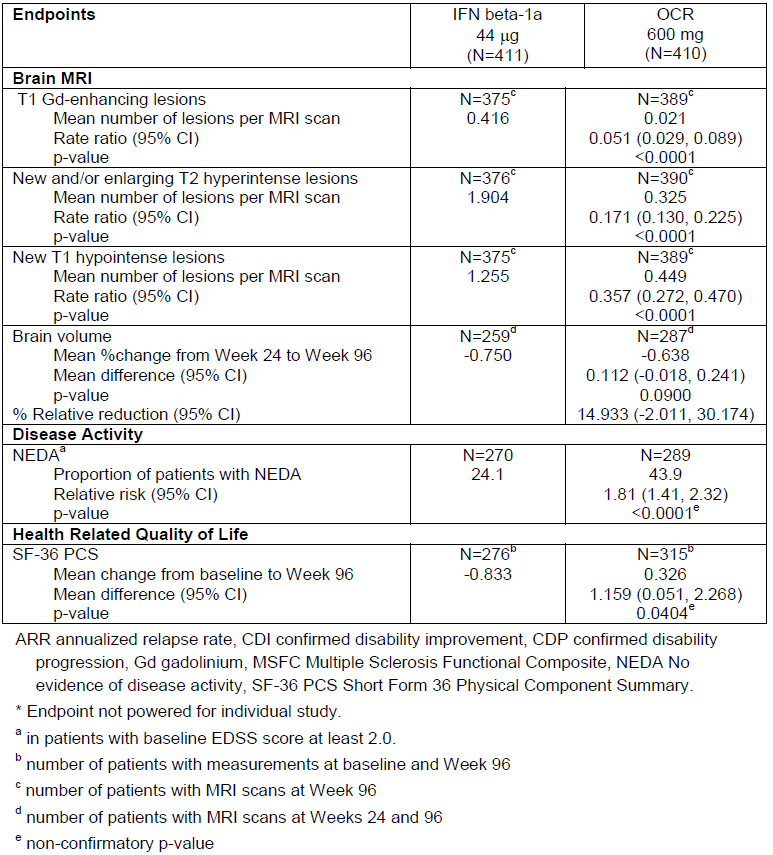 Endpoints IFN beta-1a 44 μg (N=411) OCR 600 mg (N=410)
Brain MRI
T1 Gd-enhancing lesions N=375c N=389c
Mean number of lesions per MRI scan 0.416 0.021
Rate ratio (95% CI) 0.051 (0.029, 0.089)
p-value <0.0001
New and/or enlarging T2 hyperintense lesions N=376c N=390c
Mean number of lesions per MRI scan 1.904 0.325
Rate ratio (95% CI) 0.171 (0.130, 0.225)
p-value <0.0001
New T1 hypointense lesions N=375c N=389c
Mean number of lesions per MRI scan 1.255 0.449
Rate ratio (95% CI) 0.357 (0.272, 0.470)
p-value <0.0001
Brain volume N=259d N=287d
Mean %change from Week 24 to Week 96 -0.750 -0.638
Mean difference (95% CI) 0.112 (-0.018, 0.241)
p-value 0.0900
% Relative reduction (95% CI) 14.933 (-2.011, 30.174)
Disease Activity
NEDAa N=270 N=289
Proportion of patients with NEDA 24.1 43.9
Relative risk (95% CI) 1.81 (1.41, 2.32)
p-value <0.0001e
Health Related Quality of Life
SF-36 PCS N=276b N=315b
Mean change from baseline to Week 96 -0.833 0.326
Mean difference (95% CI) 1.159 (0.051, 2.268)
p-value 0.0404e
ARR annualized relapse rate, CDI confirmed disability improvement, CDP confirmed disability
progression, Gd gadolinium, MSFC Multiple Sclerosis Functional Composite, NEDA No
evidence of disease activity, SF-36 PCS Short Form 36 Physical Component Summary.
* Endpoint not powered for individual study.
a in patients with baseline EDSS score at least 2.0.
b number of patients with measurements at baseline and Week 96
c number of patients with MRI scans at Week 96
d number of patients with MRI scans at Weeks 24 and 96
e non-confirmatory p-value